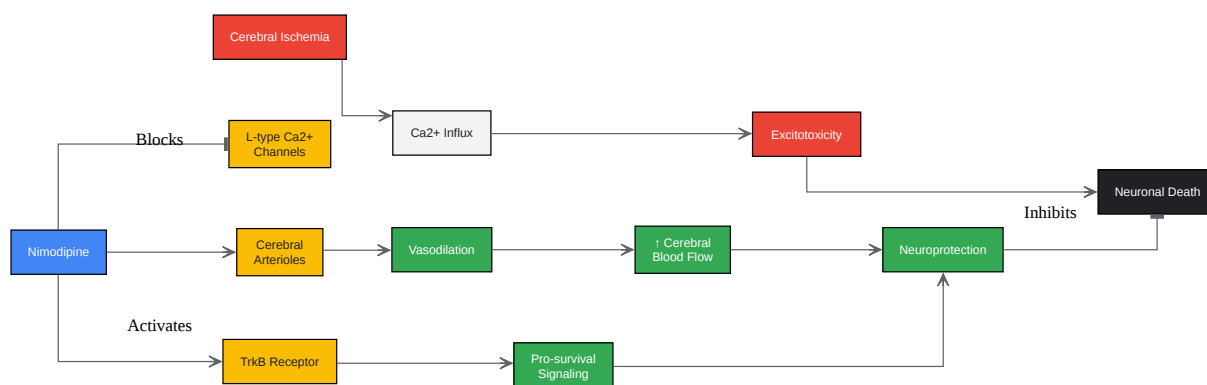 Cerebral Ischemia
Blocks
L-type Ca2+
Channels
Ca2+ Influx
Excitotoxicity
Neuronal Death
Inhibits
Nimodipine
Cerebral
Arterioles
Vasodilation
↑ Cerebral
Blood Flow
Neuroprotection
Activates
TrkB Receptor
Pro-survival
Signaling